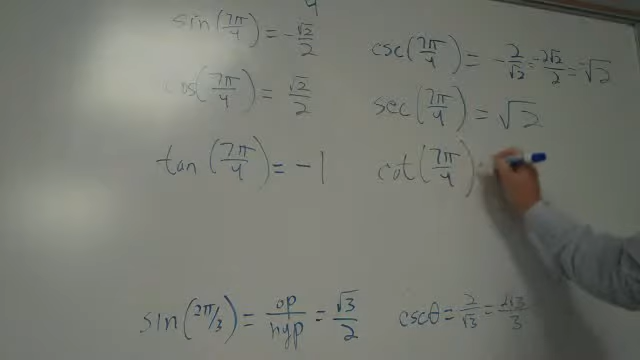 4
sin(7π/4) = -√2/2
csc(7π/4) = -2/√2 = -2√2/2 = -√2
cos(7π/4) = √2/2
sec(7π/4) = √2
tan(7π/4) = -1
cot(7π/4)
sin(2π/3) = op/hyp = √3/2
cscθ = 2/√3 = 2√3/3